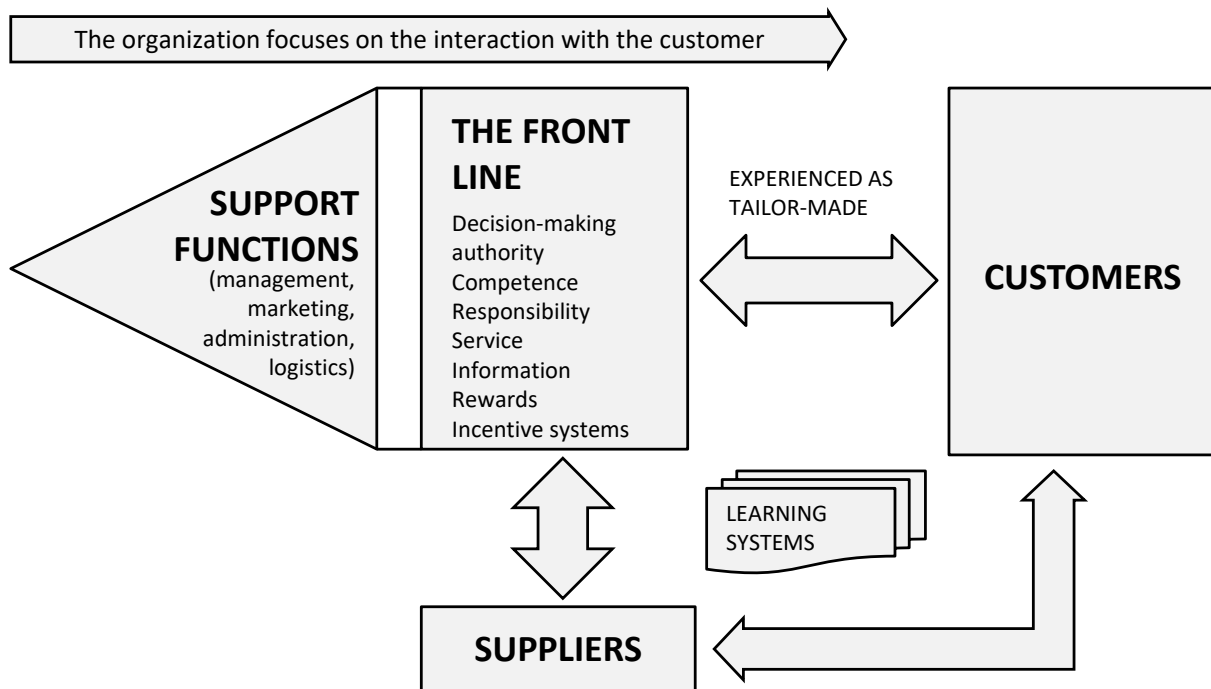 The organization focuses on the interaction with the customer
SUPPORT
FUNCTIONS
(management,
marketing,
administration,
logistics)
THE FRONT
LINE
Decision-making
authority
Competence
Responsibility
Service
Information
Rewards
Incentive systems
EXPERIENCED AS
TAILOR-MADE
CUSTOMERS
LEARNING
SYSTEMS
SUPPLIERS